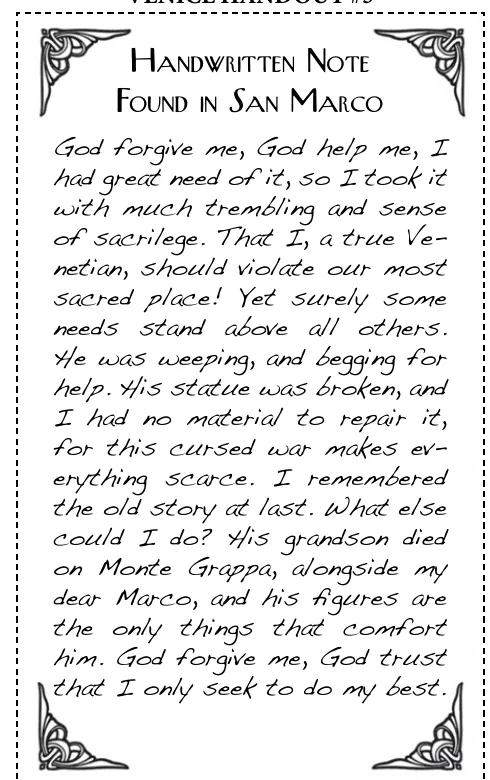 VENICE HANDOUT #3
Handwritten Note
Found in San Marco
God forgive me, God help me, I
had great need of it, so I took it
with much trembling and sense
of sacrilege. That I, a true Ve-
netian, should violate our most
sacred place! Yet surely some
needs stand above all others.
He was weeping, and begging for
help. His statue was broken, and
I had no material to repair it,
for this cursed war makes ev-
erything scarce. I remembered
the old story at last. What else
could I do? His grandson died
on Monte Grappa, alongside my
dear Marco, and his figures are
the only things that comfort
him. God forgive me, God trust
that I only seek to do my best.